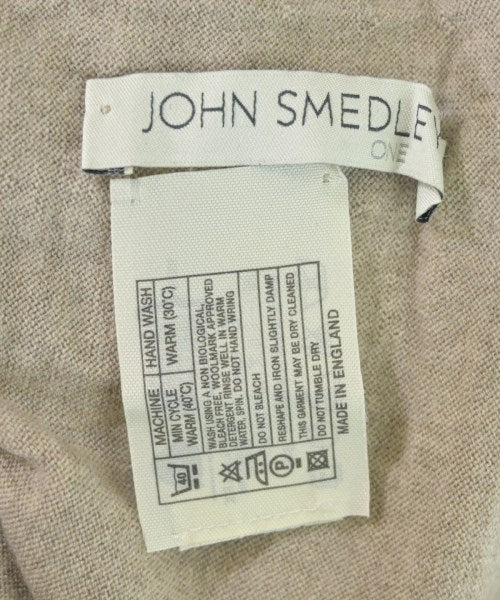 JOHN SMEDLEY
ONE
MACHINE
HAND WASH
MIN CYCLE
WARM (40°C)
WARM (30°C)
WASH USING A NON BIOLOGICAL,
BLEACH FREE, WOOLMARK APPROVED
DETERGENT RINSE WELL IN WARM
WATER, SPIN. DO NOT HAND WRING
DO NOT BLEACH
RESHAPE AND IRON SLIGHTLY DAMP
THIS GARMENT MAY BE DRY CLEANED
DO NOT TUMBLE DRY
40
P
MADE IN ENGLAND